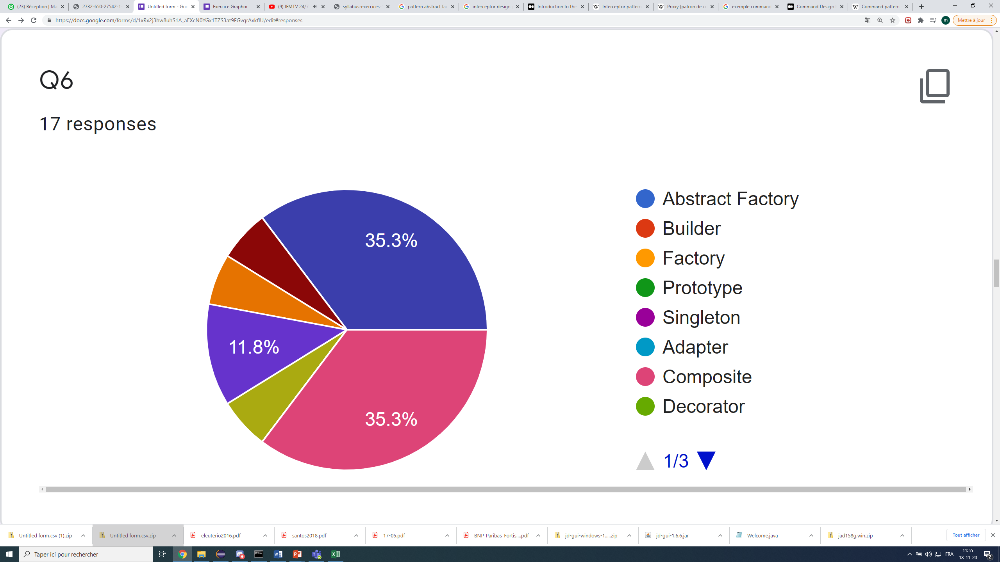 (23) Réception | Ma
2732-650-27542-1-
Untitled form - Goo
Exercice Graphor
(9) IFMTV 24/7
syllabus-exercices-
pattern abstract fac
interceptor design
Introduction to the
Interceptor pattern
Proxy (patron de co
exemple command
Command Design
Command pattern
https://docs.google.com/forms/d/1xRx2j3hw8uhS1A_aEXcN0YGx1TZS3at9FGvqrAxkflU/edit#responses
m
Mettre à jour
Q6
17 responses
35.3%
11.8%
35.3%
Abstract Factory
Builder
Factory
Prototype
Singleton
Adapter
Composite
Decorator
1/3
Untitled form.csv (1).zip
Untitled form.csv.zip
eleuterio2016.pdf
santos2018.pdf
17-05.pdf
BNP_Paribas_Fortis....pdf
jd-gui-windows-1.....zip
jd-gui-1.6.6.jar
Welcome.java
jad158g.win.zip
Tout afficher
Taper ici pour rechercher
FRA
11:55
18-11-20
2